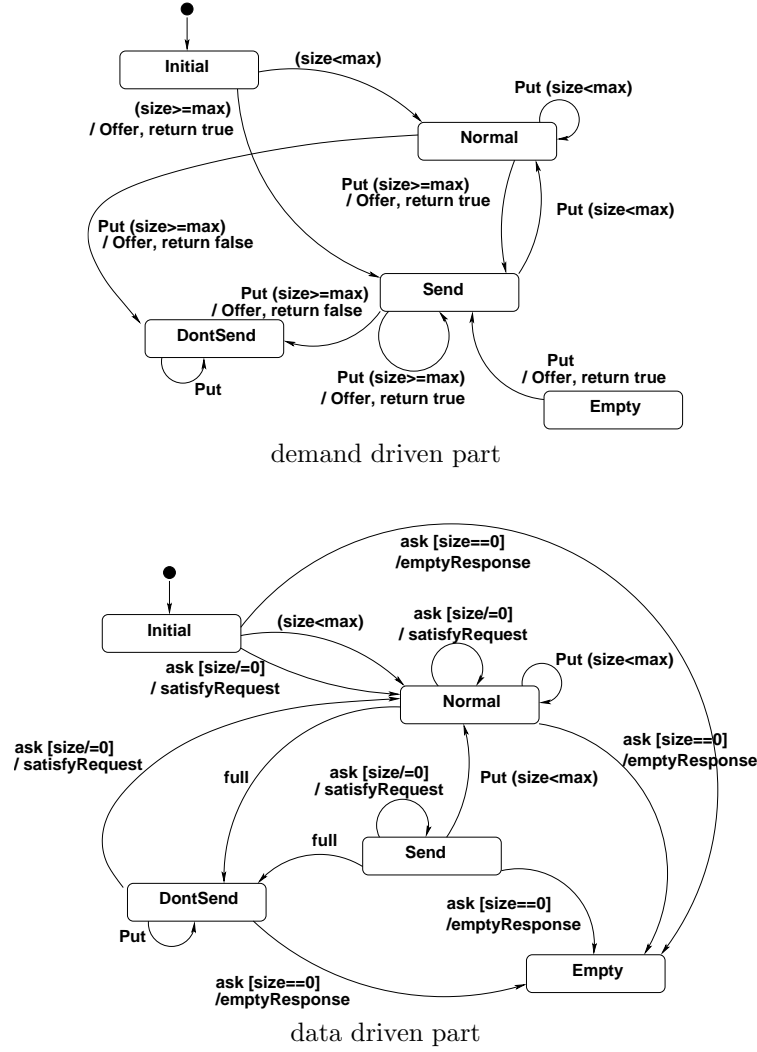 Initial
(size<max)
(size>=max)
/ Offer, return true
Put (size<max)
Normal
Put (size>=max)
/ Offer, return true
Put (size<max)
Put (size>=max)
/ Offer, return false
Send
Put (size>=max)
/ Offer, return false
DontSend
Put
Put (size>=max)
/ Offer, return true
Put
/ Offer, return true
Empty
demand driven part
ask [size==0]
/emptyResponse
Initial
(size<max)
ask [size/=0]
/ satisfyRequest
ask [size/=0]
/ satisfyRequest
Put (size<max)
Normal
ask [size/=0]
/ satisfyRequest
full
ask [size/=0]
/ satisfyRequest
Put (size<max)
ask [size==0]
/emptyResponse
full
Send
DontSend
Put
ask [size==0]
/emptyResponse
ask [size==0]
/emptyResponse
Empty
data driven part